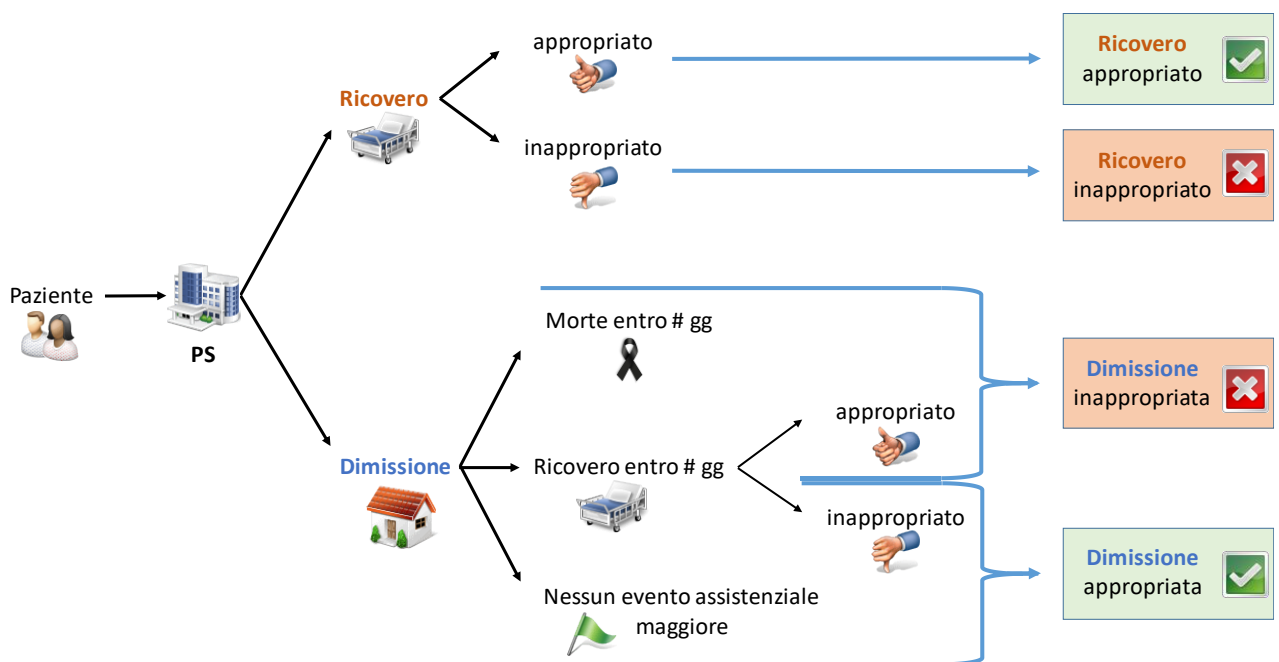 appropriato
Ricovero
appropriato
Ricovero
inappropriato
Ricovero
inappropriato
Paziente
PS
Morte entro # gg
Dimissione
inappropriata
appropriato
Dimissione
Ricovero entro # gg
inappropriato
Dimissione
appropriata
Nessun evento assistenziale
maggiore